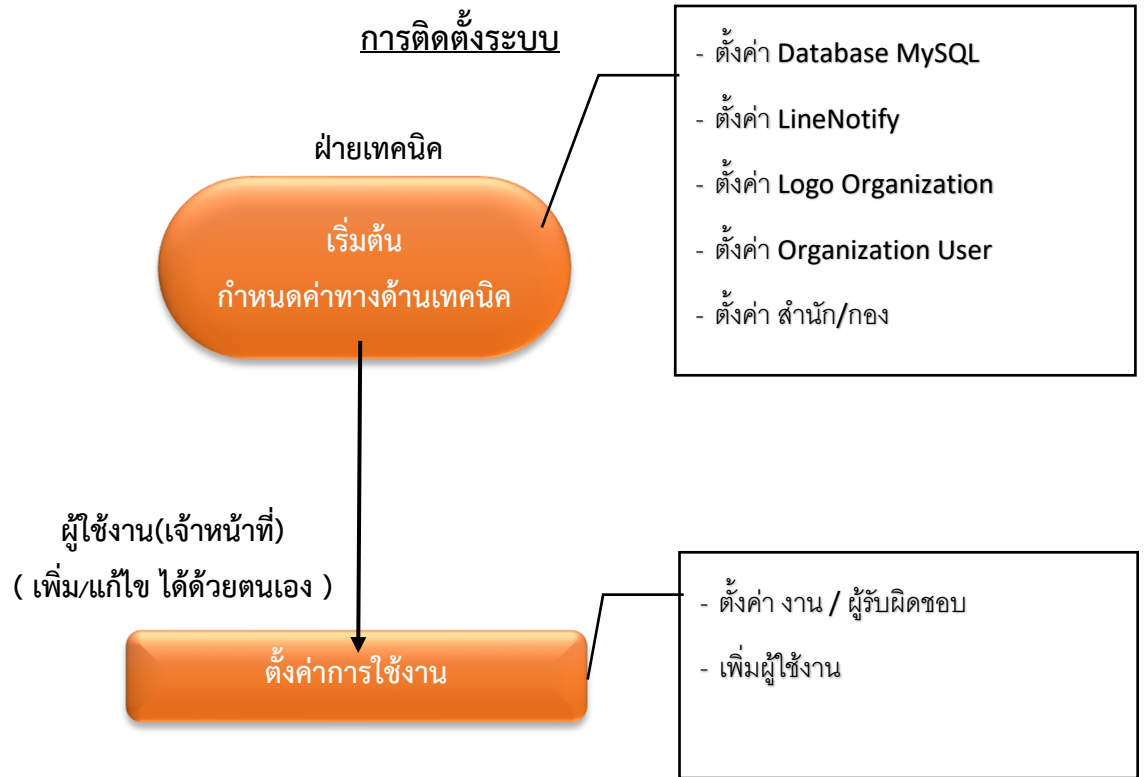 การติดตั้งระบบ
ฝ่ายเทคนิค
เริ่มต้น
กำหนดค่าทางด้านเทคนิค
- ตั้งค่า Database MySQL
- ตั้งค่า LineNotify
- ตั้งค่า Logo Organization
- ตั้งค่า Organization User
- ตั้งค่า สำนัก/กอง
ผู้ใช้งาน(เจ้าหน้าที่)
( เพิ่ม/แก้ไข ได้ด้วยตนเอง )
ตั้งค่าการใช้งาน
- ตั้งค่า งาน / ผู้รับผิดชอบ
- เพิ่มผู้ใช้งาน